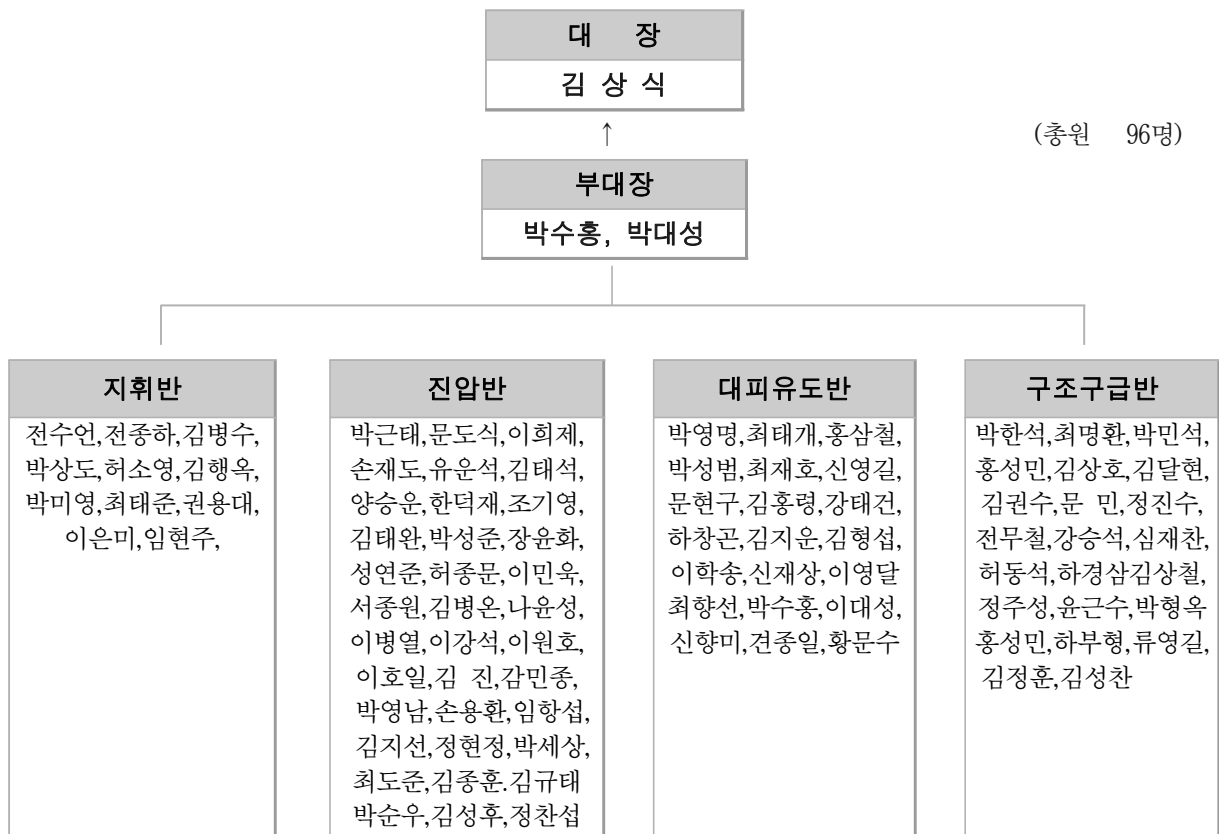 대 장
김 상 식
↑
(총원 96명)
부대장
박수홍, 박대성
지휘반
전수언,전종하,김병수,
박상도,허소영,김행옥,
박미영,최태준,권용대,
이은미,임현주,
진압반
박근태,문도식,이희제,
손재도,유운석,김태석,
양승운,한덕재,조기영,
김태완,박성준,장윤화,
성연준,허종문,이민욱,
서종원,김병온,나윤성,
이병열,이강석,이원호,
이호일,김 진,감민종,
박영남,손용환,임항섭,
김지선,정현정,박세상,
최도준,김종훈.김규태
박순우,김성후,정찬섭
대피유도반
박영명,최태개,홍삼철,
박성범,최재호,신영길,
문현구,김홍령,강태건,
하창곤,김지운,김형섭,
이학송,신재상,이영달
최향선,박수홍,이대성,
신향미,견종일,황문수
구조구급반
박한석,최명환,박민석,
홍성민,김상호,김달현,
김권수,문 민,정진수,
전무철,강승석,심재찬,
허동석,하경삼김상철,
정주성,윤근수,박형옥
홍성민,하부형,류영길,
김정훈,김성찬